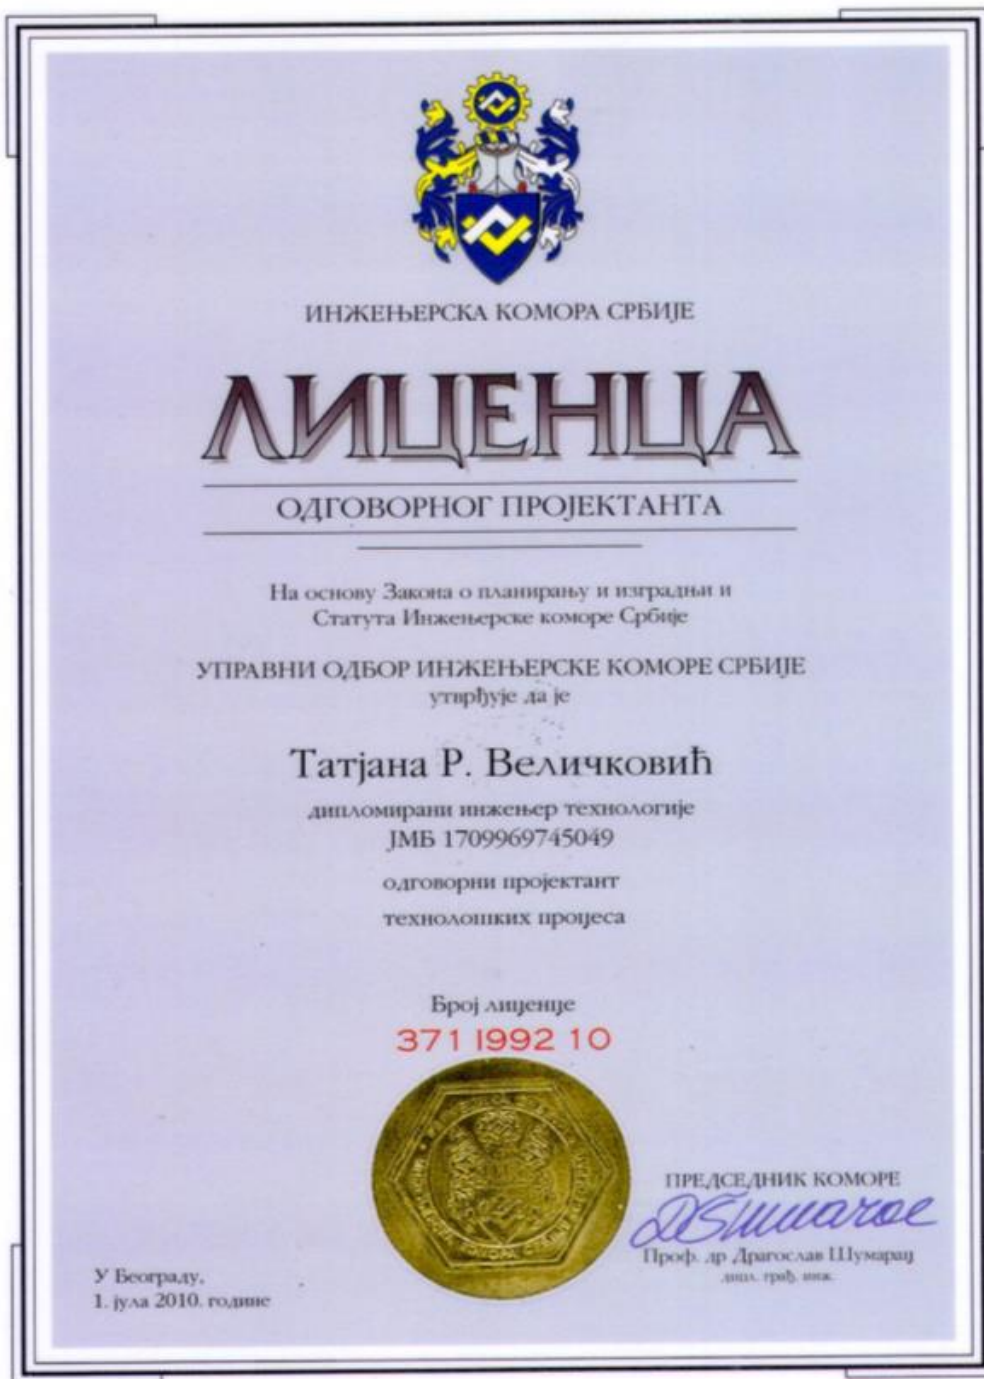 ИНЖЕЊЕРСКА КОМОРА СРБИЈЕ
ЛИЦЕНЦА
ОДГОВОРНОГ ПРОЈЕКТАНТА
На основу Закона о планирању и изградњи и
Статута Инжењерске коморе Србије
УПРАВНИ ОДБОР ИНЖЕЊЕРСКЕ КОМОРЕ СРБИЈЕ
утврђује да је
Татјана Р. Величковић
дипломирани инжењер технологије
ЈМБ 1709969745049
одговорни пројектант
технолошких процеса
Број лиценце
371 I992 10
ПРЕДСЕДНИК КОМОРЕ
Проф. др Драгослав Шумарац
дипл. грађ. инж.
У Београду,
1. јула 2010. године